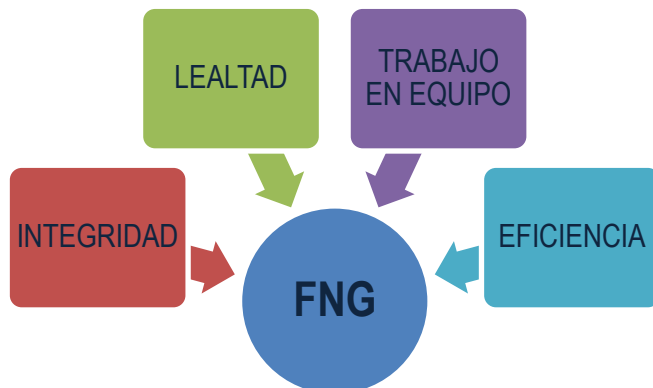 LEALTAD
TRABAJO
EN EQUIPO
INTEGRIDAD
EFICIENCIA
FNG